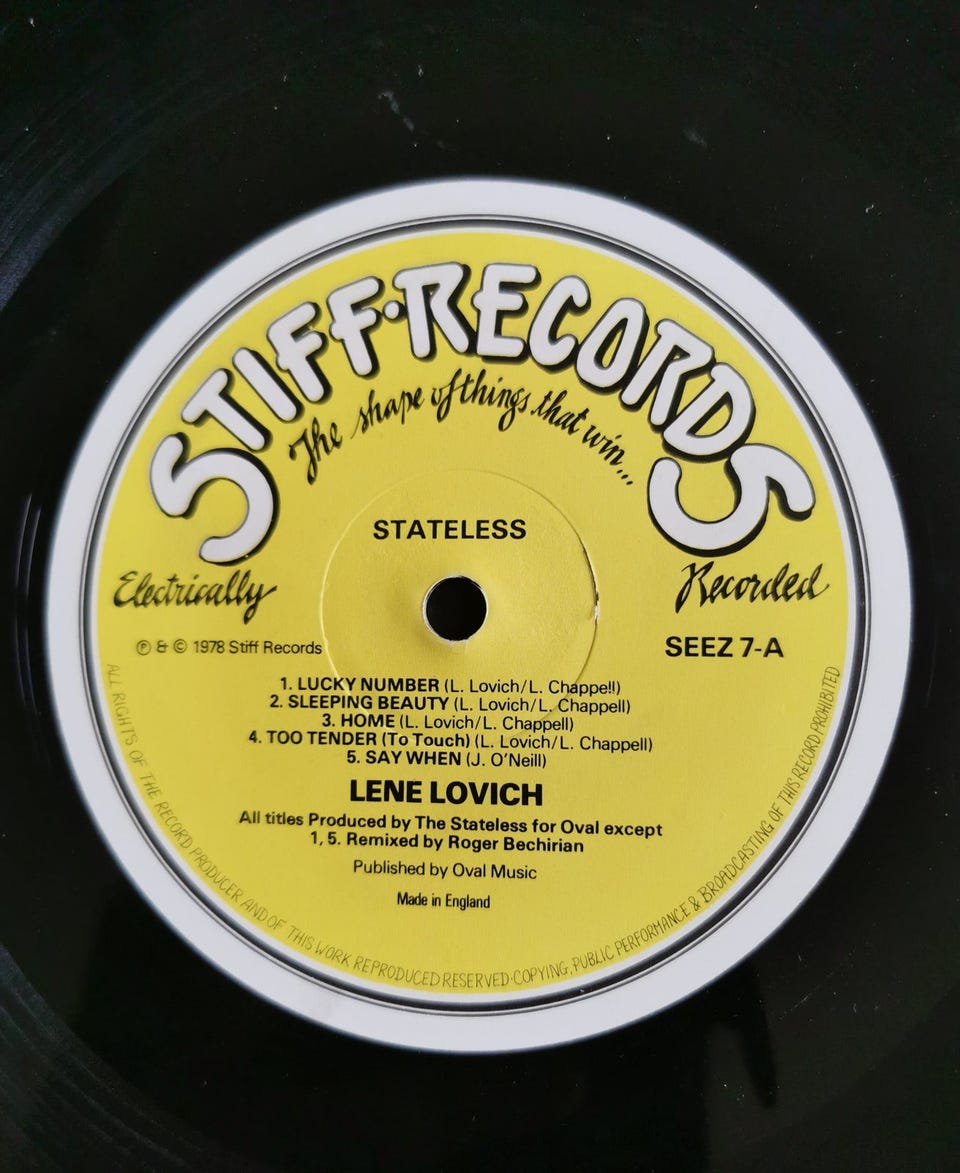 STIFF·RECORDS
The shape of things that win...
STATELESS
Electrically
Recorded
Ⓟ & © 1978 Stiff Records
SEEZ 7-A
1. LUCKY NUMBER (L. Lovich/L. Chappell)
2. SLEEPING BEAUTY (L. Lovich/L. Chappell)
3. HOME (L. Lovich/L. Chappell)
4. TOO TENDER (To Touch) (L. Lovich/L. Chappell)
5. SAY WHEN (J. O'Neill)
LENE LOVICH
All titles Produced by The Stateless for Oval except
1, 5. Remixed by Roger Bechirian
Published by Oval Music
Made in England
ALL RIGHTS OF THE RECORD PRODUCER AND OF THIS WORK REPRODUCED RESERVED·COPYING, PUBLIC PERFORMANCE & BROADCASTING OF THIS RECORD PROHIBITED